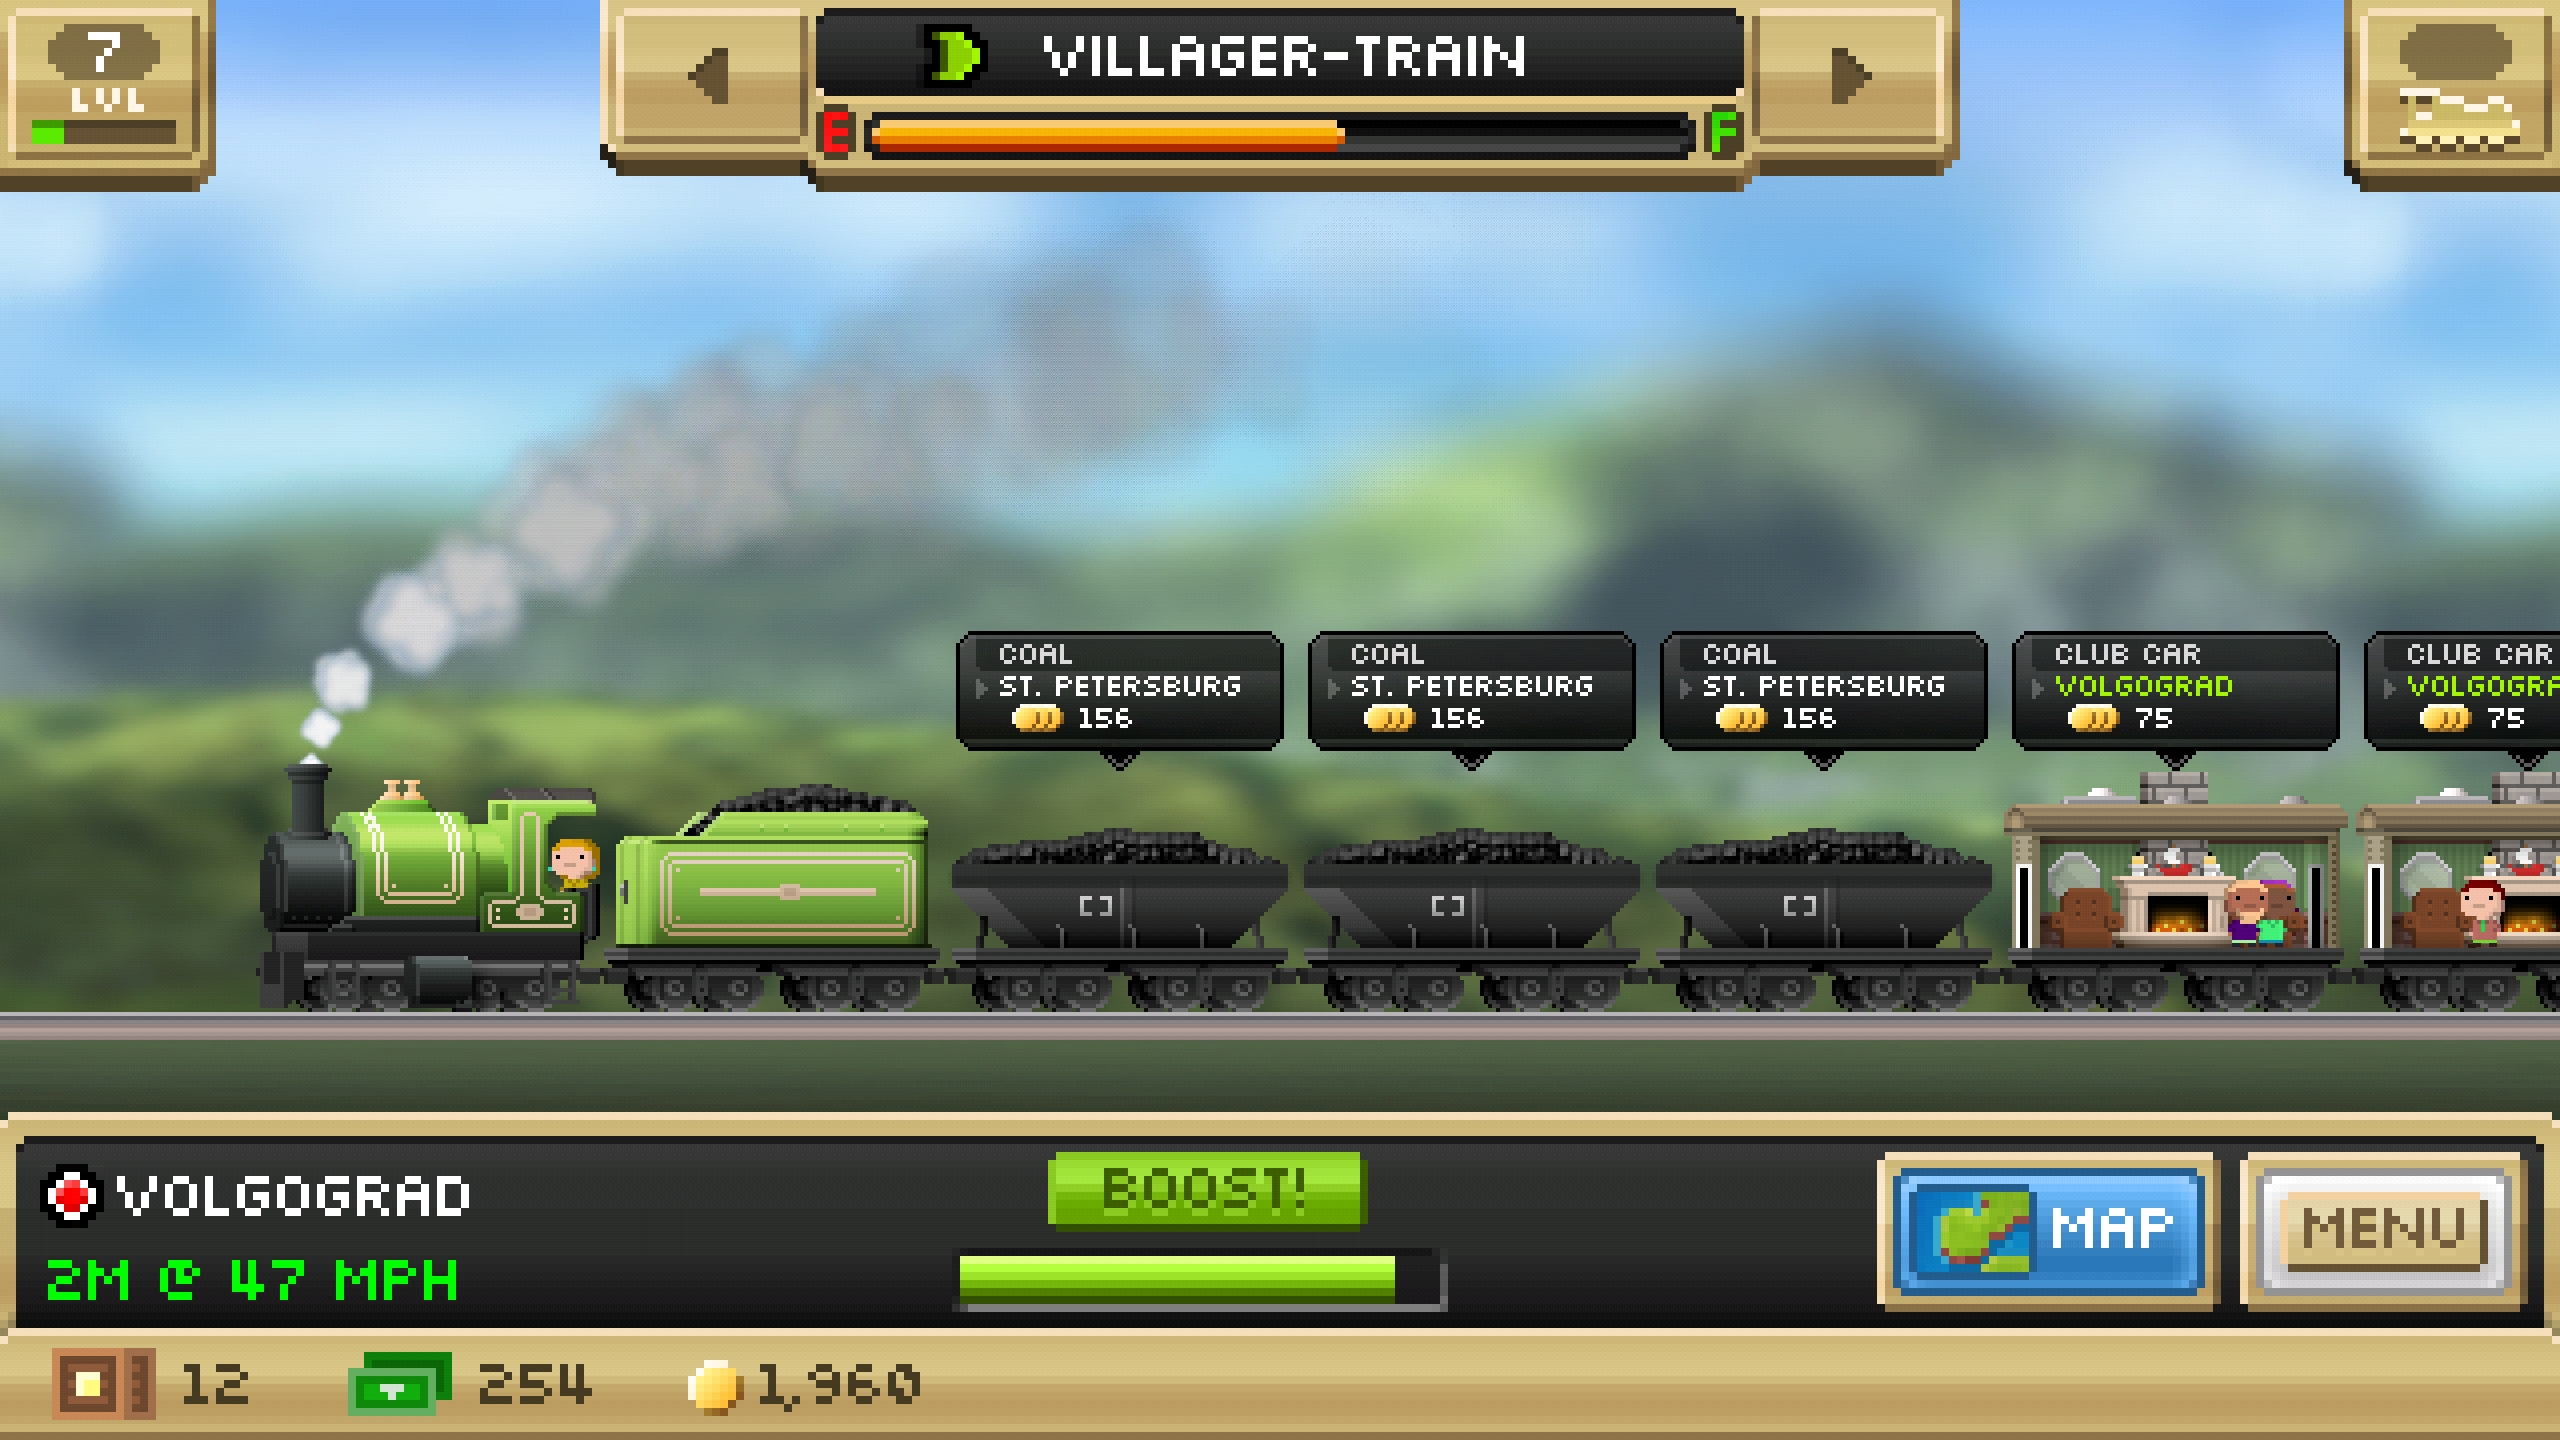 7
LVL
VILLAGER-TRAIN
E F
COAL
ST. PETERSBURG
156
COAL
ST. PETERSBURG
156
COAL
ST. PETERSBURG
156
CLUB CAR
VOLGOGRAD
75
CLUB CAR
VOLGOGRA
75
VOLGOGRAD
2M @ 47 MPH
BOOST!
MAP
MENU
12 254 1,960